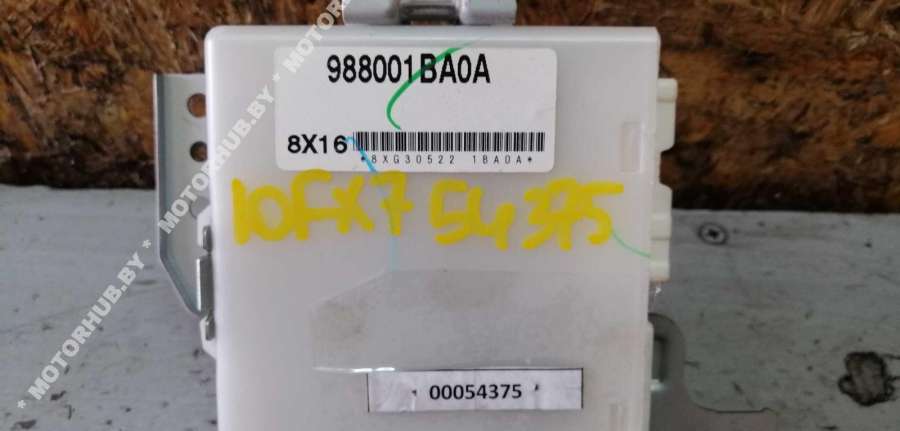 988001BA0A
8X16
*8XG30522 1BA0A*
10FX7 54375
00054375
* MOTORHUB.BY * MOTORHUB.BY * MOTORHUB.BY